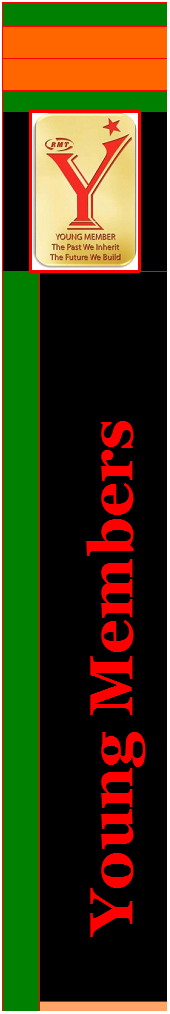 RMT
Y
YOUNG MEMBER
The Past We Inherit
The Future We Build
Young Members